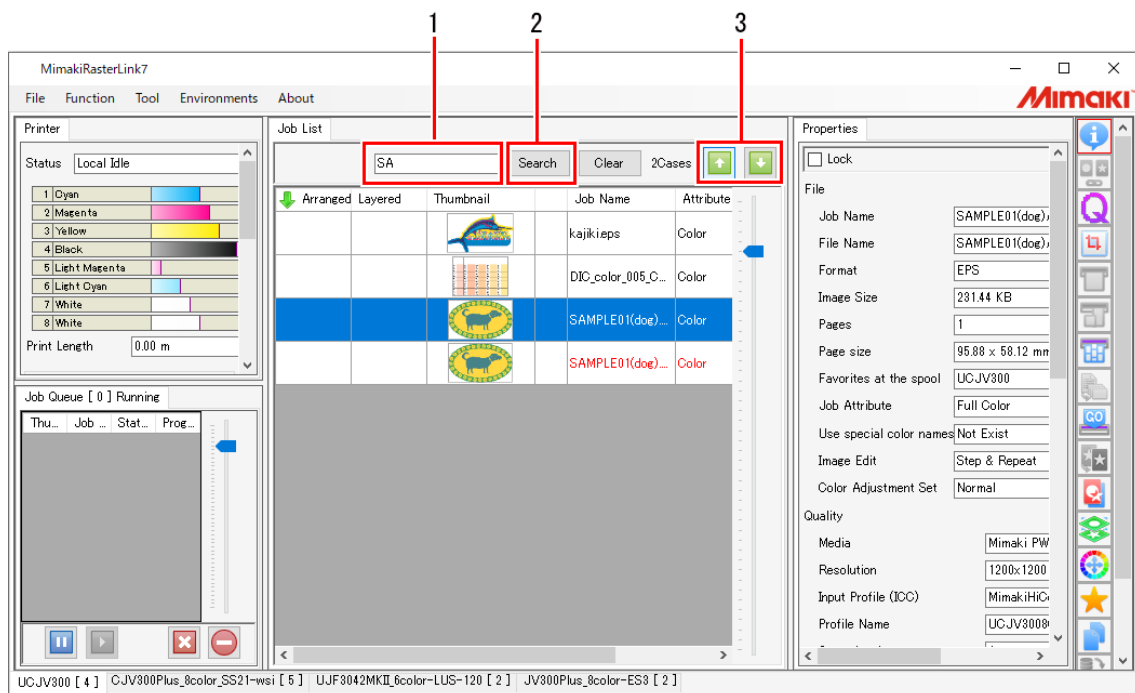 1 2 3
MimakiRasterLink7
File Function Tool Environments About
Mimaki
Printer
Status Local Idle
1 Cyan
2 Magenta
3 Yellow
4 Black
5 Light Magenta
6 Light Cyan
7 White
8 White
Print Length 0.00 m
Job Queue [ 0 ] Running
Thu... Job ... Stat... Prog...
Job List
SA Search Clear 2Cases
Arranged Layered Thumbnail Job Name Attribute
kajiki.eps Color
DIC_color_005_C... Color
SAMPLE01(dog).... Color
SAMPLE01(dog).... Color
Properties
Lock
File
Job Name SAMPLE01(dog)
File Name SAMPLE01(dog)
Format EPS
Image Size 231.44 KB
Pages 1
Page size 95.88 x 58.12 mm
Favorites at the spool UCJV300
Job Attribute Full Color
Use special color names Not Exist
Image Edit Step & Repeat
Color Adjustment Set Normal
Quality
Media Mimaki PW
Resolution 1200x1200
Input Profile (ICC) MimakiHiC
Profile Name UCJV300
Q
GO
UCJV300 [ 4 ] CJV300Plus_8color_SS21-wsi [ 5 ] UJF3042MKII_6color-LUS-120 [ 2 ] JV300Plus_8color-ES3 [ 2 ]